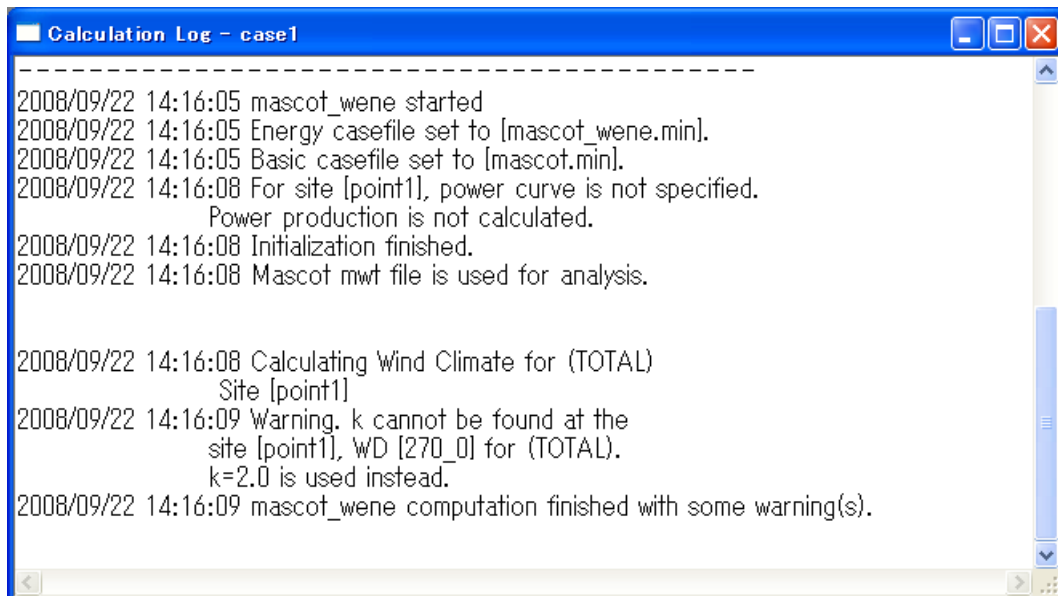 Calculation Log - case1
-------------------------------------------
2008/09/22 14:16:05 mascot_wene started
2008/09/22 14:16:05 Energy casefile set to [mascot_wene.min].
2008/09/22 14:16:05 Basic casefile set to [mascot.min].
2008/09/22 14:16:08 For site [point1], power curve is not specified.
Power production is not calculated.
2008/09/22 14:16:08 Initialization finished.
2008/09/22 14:16:08 Mascot mwt file is used for analysis.
2008/09/22 14:16:08 Calculating Wind Climate for (TOTAL)
Site [point1]
2008/09/22 14:16:09 Warning. k cannot be found at the
site [point1], WD [270_0] for (TOTAL).
k=2.0 is used instead.
2008/09/22 14:16:09 mascot_wene computation finished with some warning(s).